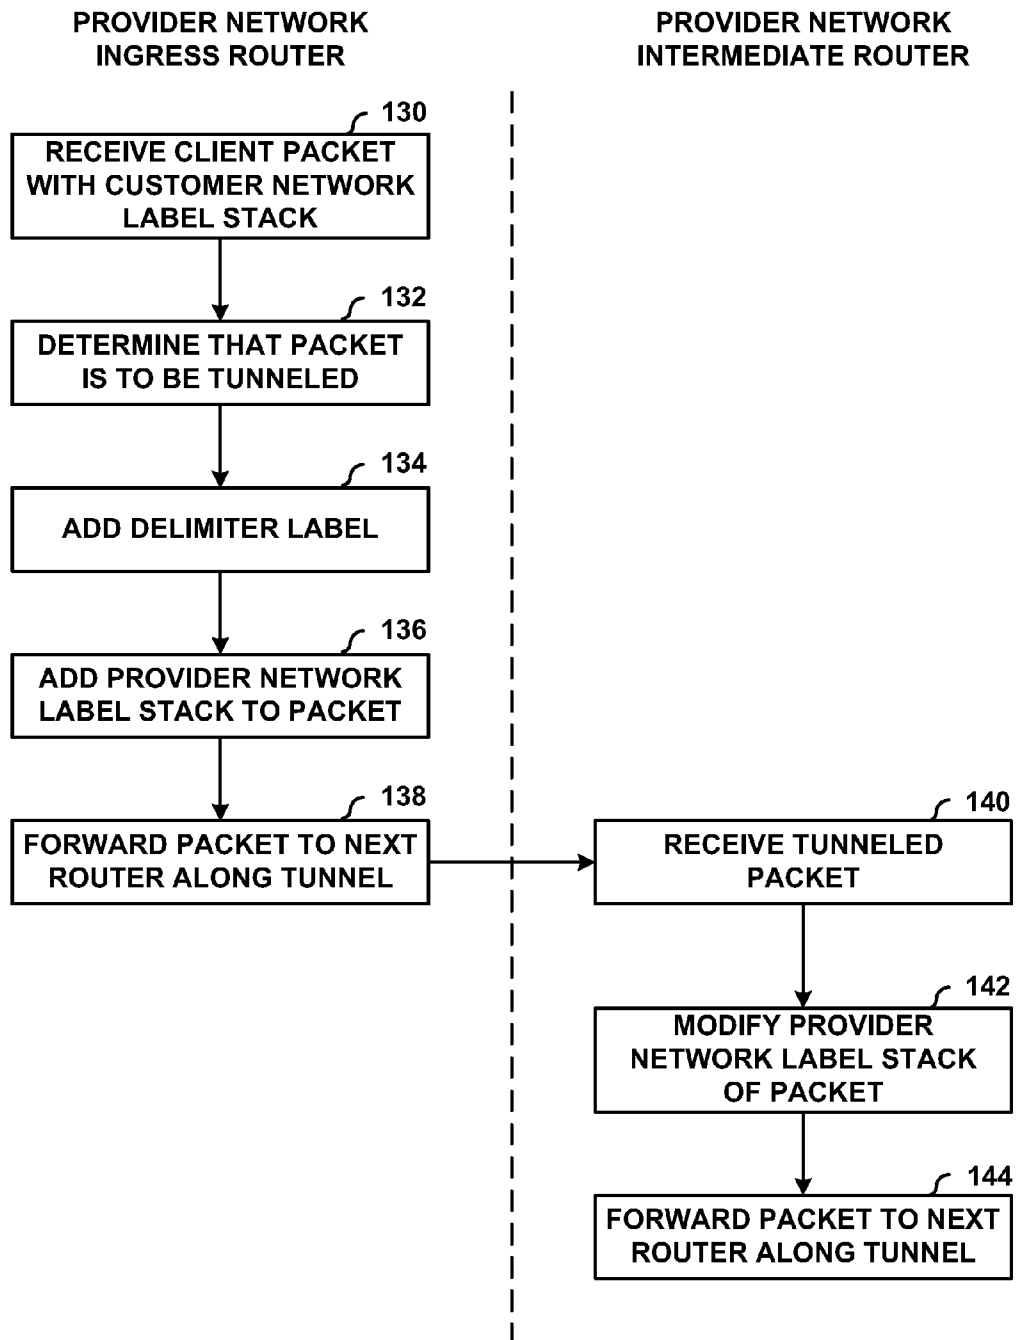 PROVIDER NETWORK
INGRESS ROUTER
130
RECEIVE CLIENT PACKET
WITH CUSTOMER NETWORK
LABEL STACK
132
DETERMINE THAT PACKET
IS TO BE TUNNELED
134
ADD DELIMITER LABEL
136
ADD PROVIDER NETWORK
LABEL STACK TO PACKET
138
FORWARD PACKET TO NEXT
ROUTER ALONG TUNNEL
PROVIDER NETWORK
INTERMEDIATE ROUTER
140
RECEIVE TUNNELED
PACKET
142
MODIFY PROVIDER
NETWORK LABEL STACK
OF PACKET
144
FORWARD PACKET TO NEXT
ROUTER ALONG TUNNEL